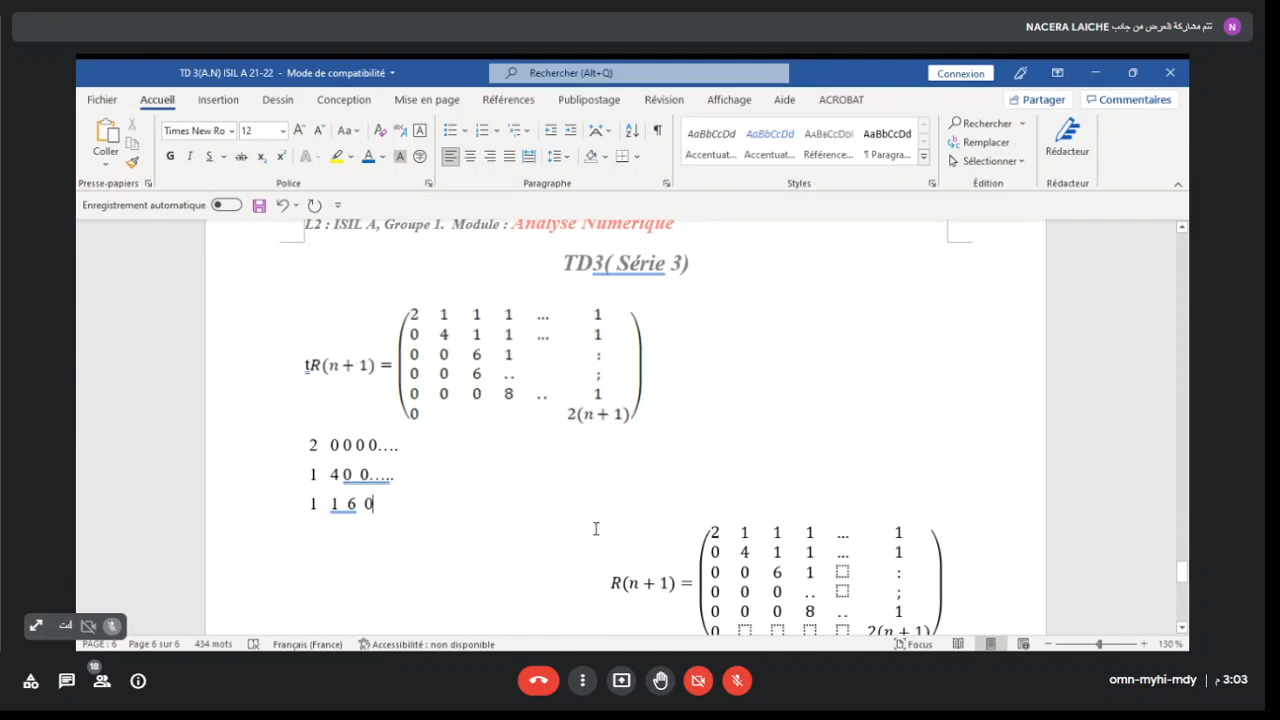 NACERA LAICHE تتم مشاركة العرض من جانب N
TD 3(A.N) ISIL A 21-22 - Mode de compatibilité
Rechercher (Alt+Q)
Connexion
Fichier Accueil Insertion Dessin Conception Mise en page Références Publipostage Révision Affichage Aide ACROBAT Partager Commentaires
Coller
Times New Ro 12
G I S
AaBbCcDd AaBbCcDd AaBbCcDd AaBbCcDd
Accentuat... Accentuat... Référence... ¶ Paragra...
Rechercher
Remplacer
Sélectionner
Rédacteur
Presse-papiers Police Paragraphe Styles Édition Rédacteur
Enregistrement automatique
L2 : ISIL A, Groupe 1. Module : Analyse Numérique
TD3( Série 3)
tR(n + 1) =
2 1 1 1 ... 1
0 4 1 1 ... 1
0 0 6 1 :
0 0 6 .. ;
0 0 0 8 .. 1
0 2(n + 1)
2 0 0 0 0….
1 4 0 0…..
1 1 6 0
R(n + 1) =
2 1 1 1 ... 1
0 4 1 1 ... 1
0 0 6 1 :
0 0 0 .. ;
0 0 0 8 .. 1
0 2(n + 1)
انت
PAGE : 6 Page 6 sur 6 434 mots Français (France) Accessibilité : non disponible Focus 130 %
18
omn-myhi-mdy 3:03 م